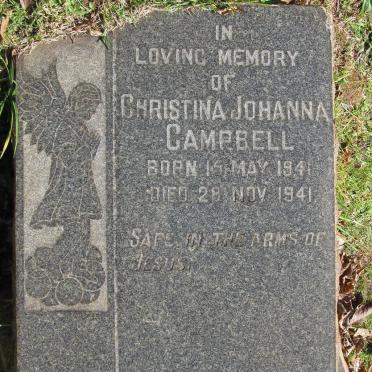 IN
LOVING MEMORY
OF
CHRISTINA JOHANNA
CAMPBELL
BORN MAY 1941
DIED 28 NOV 1941
SAFE IN THE ARMS OF
JESUS.